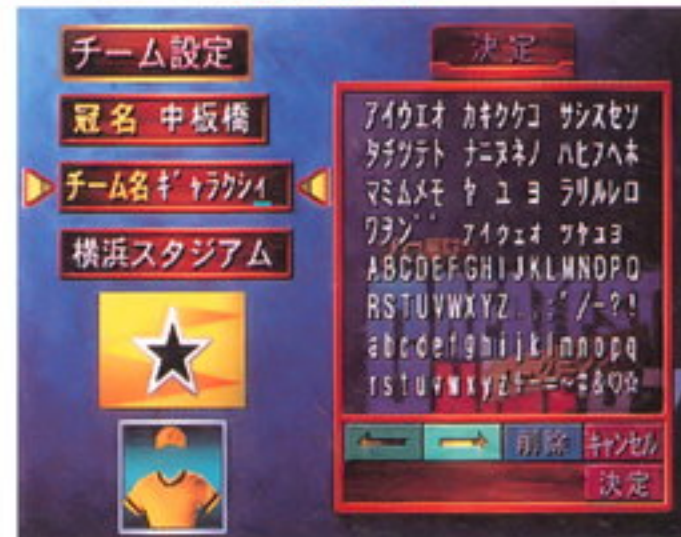 チーム設定
冠名 中板橋
チーム名 ギャラクシィ
横浜スタジアム
決定
アイウエオ カキクケコ サシスセソ
タチツテト ナニヌネノ ハヒフヘホ
マミムメモ ヤ ユ ヨ ラリルレロ
ワヲン゛゜ ァィゥェォ ッャュョ
ABCDEFGHIJKLMNOPQ
RSTUVWXYZ
abcdefghijklmnopq
rstuvwxyz
← → 削除 キャンセル
決定